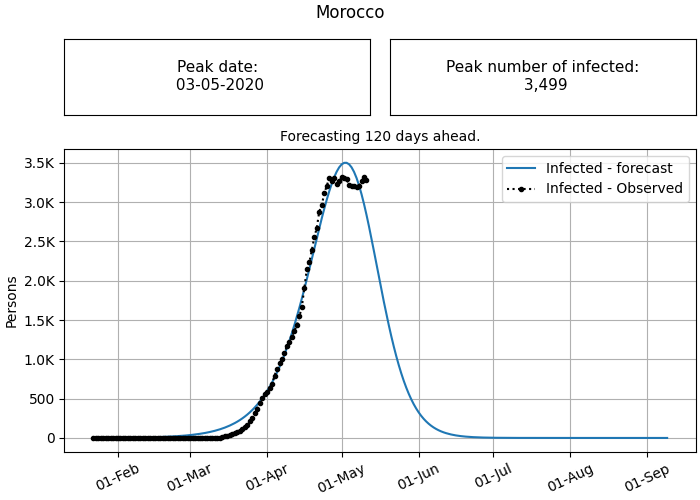 Morocco
Peak date:
03-05-2020
Peak number of infected:
3,499
Forecasting 120 days ahead.
Infected - forecast
Infected - Observed
Persons
3.5K
3.0K
2.5K
2.0K
1.5K
1.0K
500
0
01-Feb
01-Mar
01-Apr
01-May
01-Jun
01-Jul
01-Aug
01-Sep